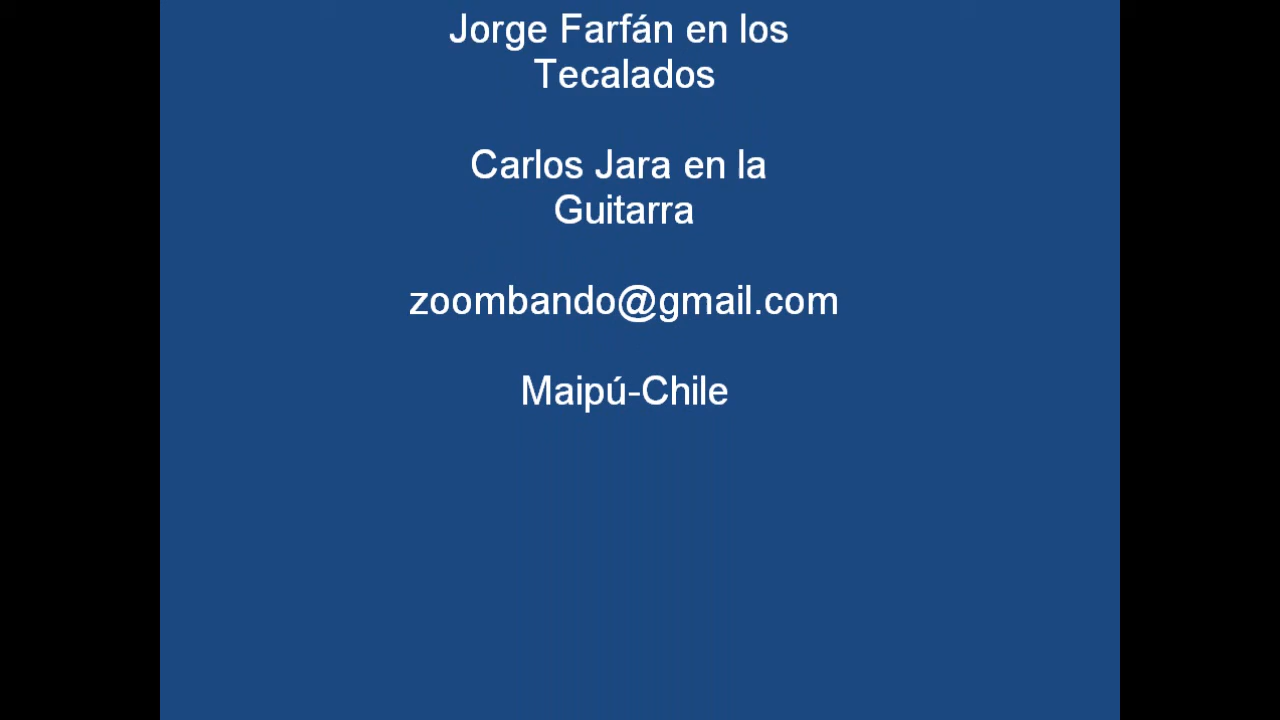 Jorge Farfán en los
Tecalados
Carlos Jara en la
Guitarra
zoombando@gmail.com
Maipú-Chile